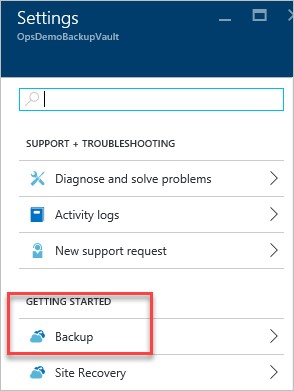 Settings
OpsDemoBackupVault
SUPPORT + TROUBLESHOOTING
Diagnose and solve problems
Activity logs
New support request
GETTING STARTED
Backup
Site Recovery